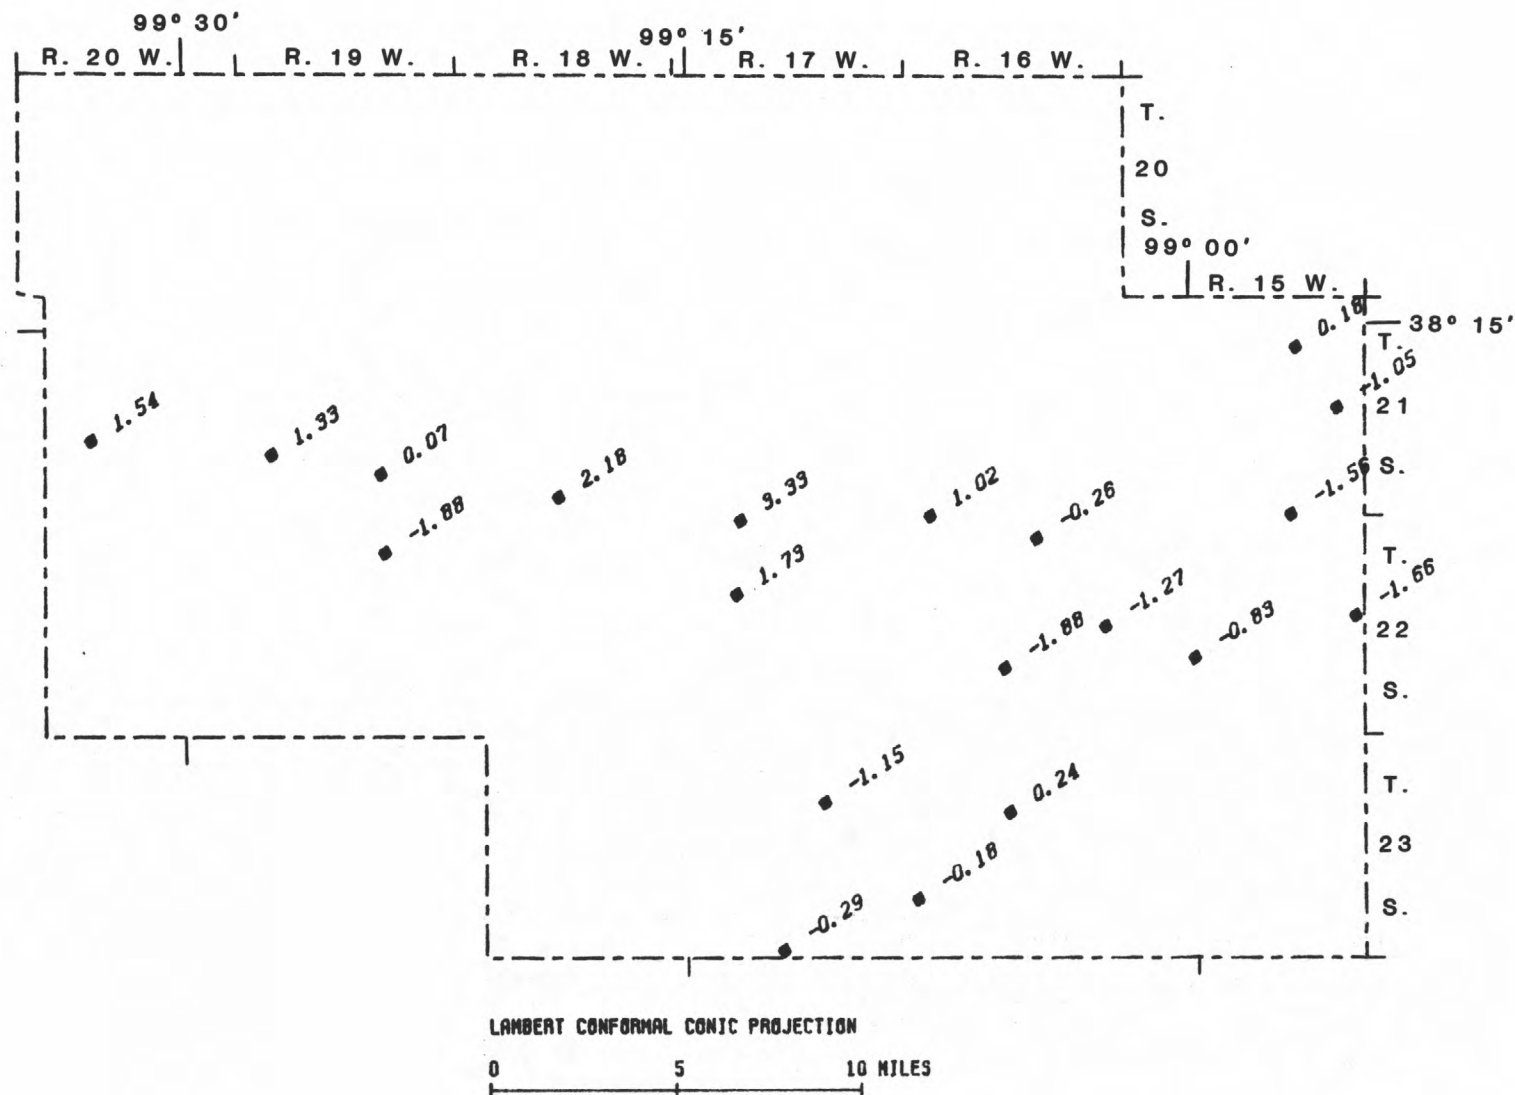 99° 30'
99° 15'
R. 20 W.
R. 19 W.
R. 18 W.
R. 17 W.
R. 16 W.
T.
20
S.
99° 00'
R. 15 W.
0.18
38° 15'
T.
-1.05
21
1.54
1.33
0.07
2.18
S.
-1.56
3.33
1.02
-0.26
-1.88
T.
1.73
-1.27
-1.66
-1.88
-0.83
22
S.
-1.15
0.24
T.
23
-0.18
S.
-0.29
LAMBERT CONFORMAL CONIC PROJECTION
0 5 10 MILES